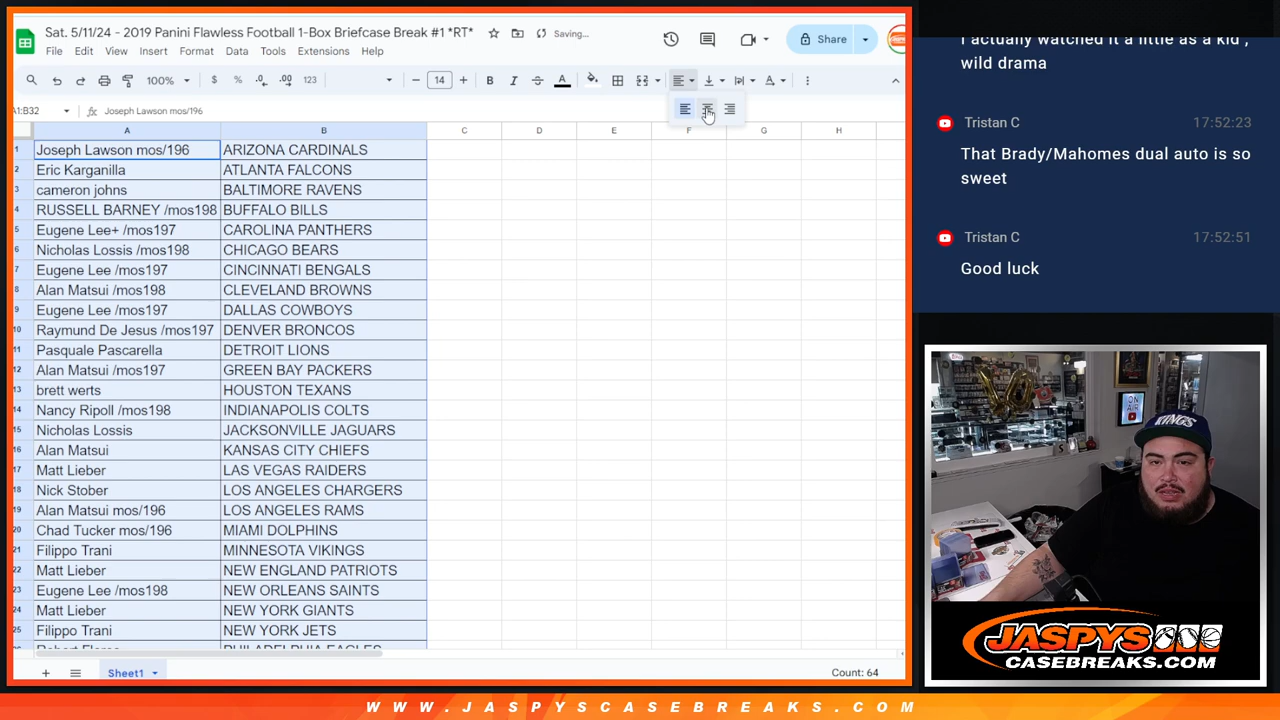 Sat. 5/11/24 - 2019 Panini Flawless Football 1-Box Briefcase Break #1 *RT*
Saving...
Share
File Edit View Insert Format Data Tools Extensions Help
100% $ % .0 .00 123 14 B I A
A1:B32 fx Joseph Lawson mos/196
A B C D E F G H
1 Joseph Lawson mos/196 ARIZONA CARDINALS
2 Eric Karganilla ATLANTA FALCONS
3 cameron johns BALTIMORE RAVENS
4 RUSSELL BARNEY /mos198 BUFFALO BILLS
5 Eugene Lee+ /mos197 CAROLINA PANTHERS
6 Nicholas Lossis /mos198 CHICAGO BEARS
7 Eugene Lee /mos197 CINCINNATI BENGALS
8 Alan Matsui /mos198 CLEVELAND BROWNS
9 Eugene Lee /mos197 DALLAS COWBOYS
10 Raymund De Jesus /mos197 DENVER BRONCOS
11 Pasquale Pascarella DETROIT LIONS
12 Alan Matsui /mos197 GREEN BAY PACKERS
13 brett werts HOUSTON TEXANS
14 Nancy Ripoll /mos198 INDIANAPOLIS COLTS
15 Nicholas Lossis JACKSONVILLE JAGUARS
16 Alan Matsui KANSAS CITY CHIEFS
17 Matt Lieber LAS VEGAS RAIDERS
18 Nick Stober LOS ANGELES CHARGERS
19 Alan Matsui mos/196 LOS ANGELES RAMS
20 Chad Tucker mos/196 MIAMI DOLPHINS
21 Filippo Trani MINNESOTA VIKINGS
22 Matt Lieber NEW ENGLAND PATRIOTS
23 Eugene Lee /mos198 NEW ORLEANS SAINTS
24 Matt Lieber NEW YORK GIANTS
25 Filippo Trani NEW YORK JETS
PHILADELPHIA EAGLES
Sheet1 Count: 64
I actually watched it a little as a kid ,
wild drama
Tristan C 17:52:23
That Brady/Mahomes dual auto is so
sweet
Tristan C 17:52:51
Good luck
ON
AIR
KINGS
JASPYS
CASEBREAKS.COM
WWW.JASPYSCASEBREAKS.COM